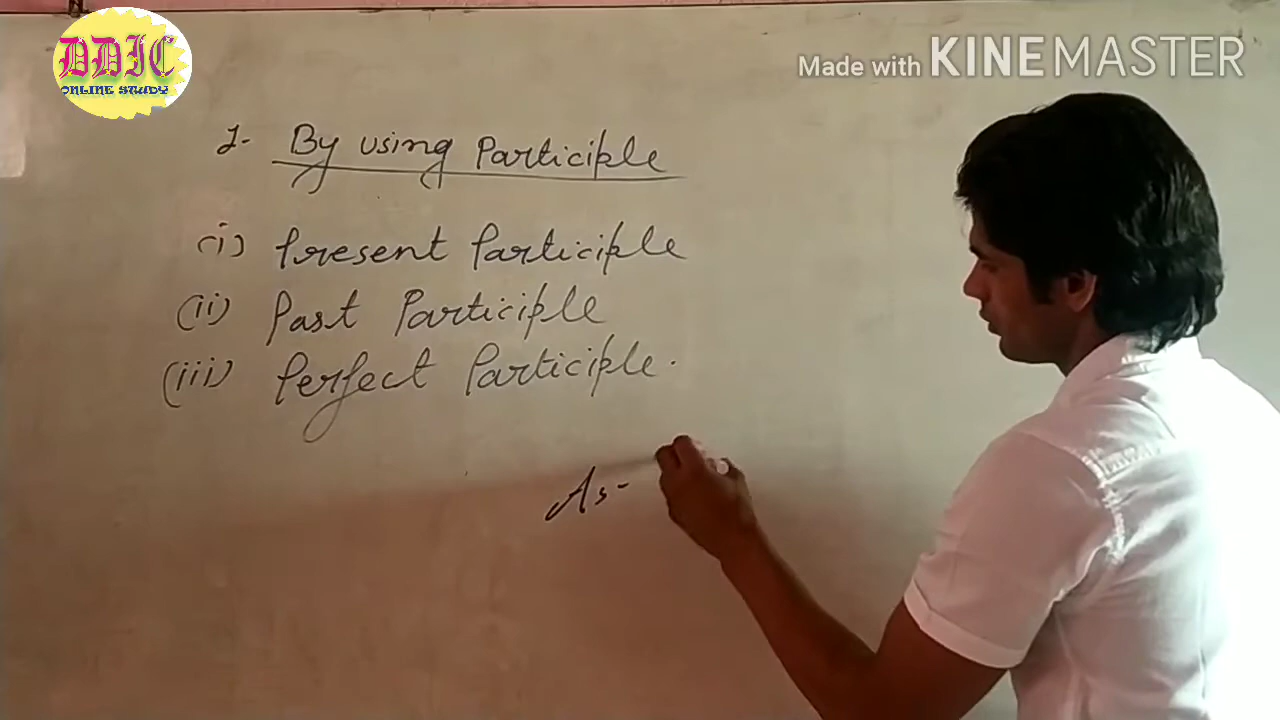 DDIC
ONLINE STUDY
Made with KINEMASTER
1- By using Participle
(i) Present Participle
(ii) Past Participle
(iii) Perfect Participle.
As-